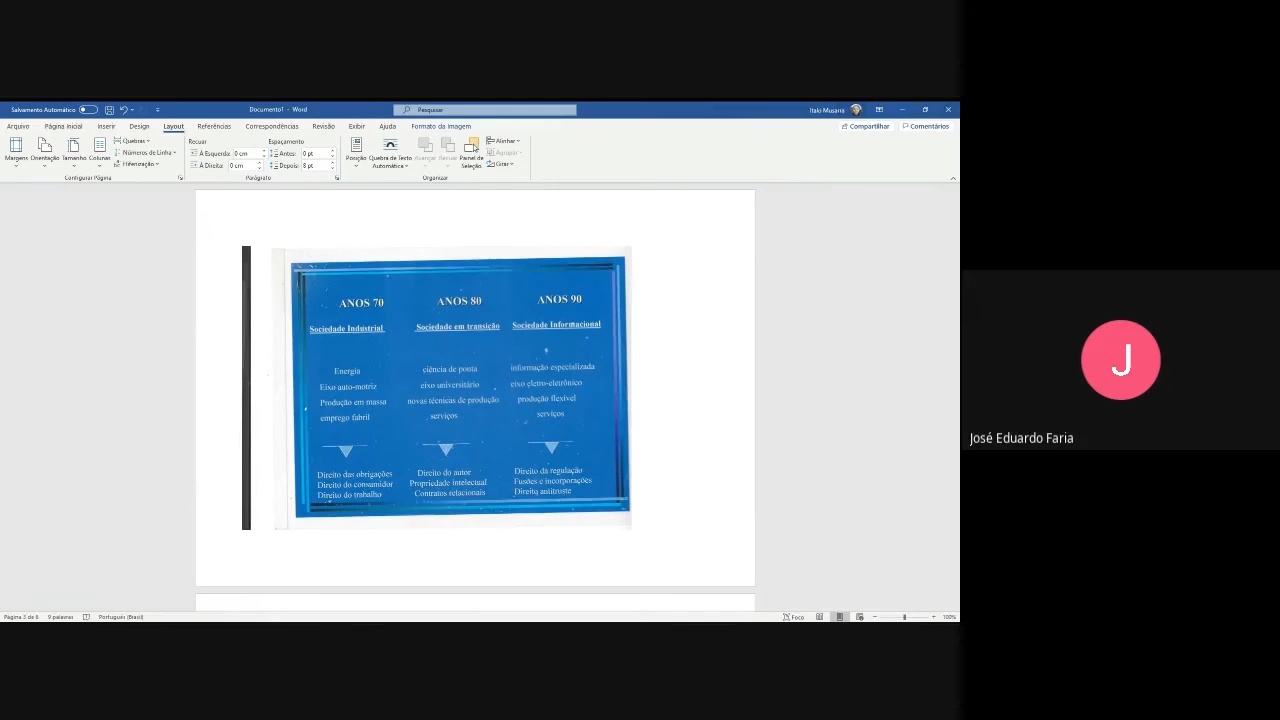 Salvamento Automático
Documento1 - Word
Pesquisar
Italo Musarra
Arquivo Página Inicial Inserir Design Layout Referências Correspondências Revisão Exibir Ajuda Formato da Imagem
Compartilhar Comentários
Margens Orientação Tamanho Colunas
Quebras
Números de Linha
Hifenização
Configurar Página
Recuar Espaçamento
À Esquerda: 0 cm Antes: 0 pt
À Direita: 0 cm Depois: 8 pt
Parágrafo
Posição Quebra de Texto Automática Avançar Recuar Painel de Seleção
Alinhar
Agrupar
Girar
Organizar
ANOS 70 ANOS 80 ANOS 90
Sociedade Industrial Sociedade em transição Sociedade Informacional
Energia ciência de ponta informação especializada
Eixo auto-motriz eixo universitário eixo eletro-eletrônico
Produção em massa novas técnicas de produção produção flexível
emprego fabril serviços serviços
Direito das obrigações Direito do autor Direito da regulação
Direito do consumidor Propriedade intelectual Fusões e incorporações
Direito do trabalho Contratos relacionais Direito antitruste
J
José Eduardo Faria
Página 3 de 6 9 palavras Português (Brasil)
Foco
100%